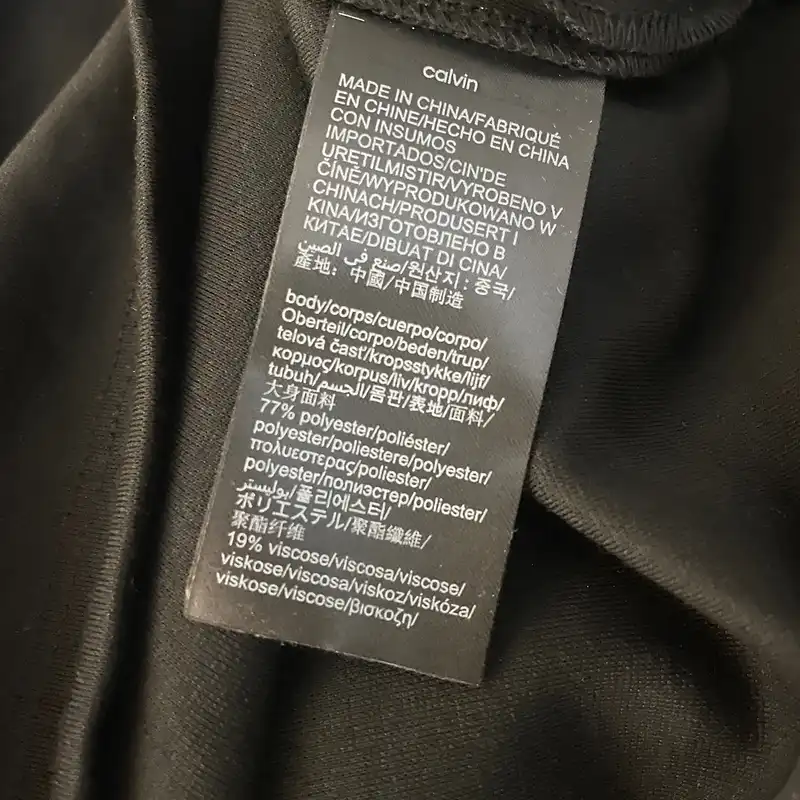 calvin
MADE IN CHINA/FABRIQUÉ
EN CHINE/HECHO EN CHINA
CON INSUMOS
IMPORTADOS/CIN'DE
URETILMISTIR/VYROBENO V
ČÍNĚ/WYPRODUKOWANO W
CHINACH/PRODUSERT I
KINA/ИЗГОТОВЛЕНО В
КИТАЕ/DIBUAT DI CINA/
صنع في الصين/원산지: 중국/
產地: 中國/中国制造
body/corps/cuerpo/corpo/
Oberteil/corpo/beden/trup/
telová časť/kropsstykke/lijf/
κορμος/korpus/liv/kropp/лиф/
tubuh/الجسم/몸판/表地/面料/
大身面料
77% polyester/poliéster/
polyester/poliestere/polyester/
πολυεστερας/poliester/
polyester/полиэстер/poliester/
بوليستر/폴리에스터/
ポリエステル/聚酯纖維/
聚酯纤维
19% viscose/viscosa/viscose/
viskose/viscosa/viskoz/viskóza/
viskose/viscose/βισκοζη/